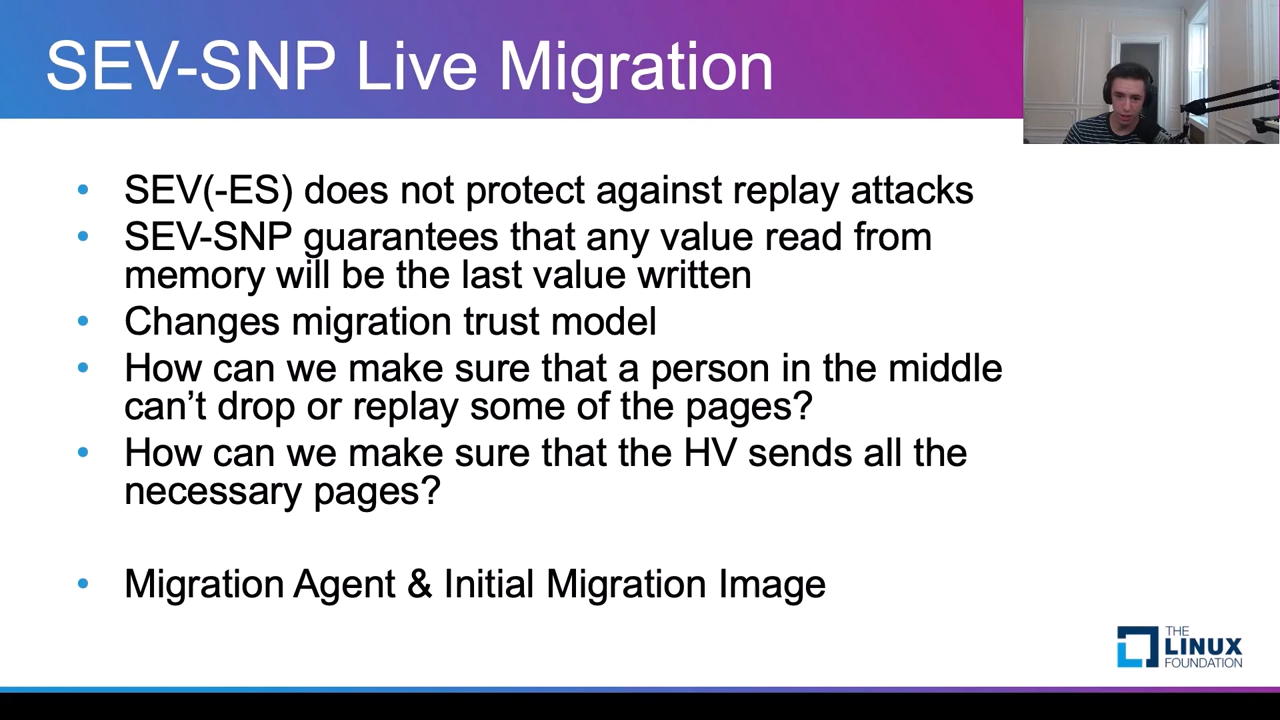 SEV-SNP Live Migration
• SEV(-ES) does not protect against replay attacks
• SEV-SNP guarantees that any value read from
memory will be the last value written
• Changes migration trust model
• How can we make sure that a person in the middle
can't drop or replay some of the pages?
• How can we make sure that the HV sends all the
necessary pages?
• Migration Agent & Initial Migration Image
THE
LINUX
FOUNDATION